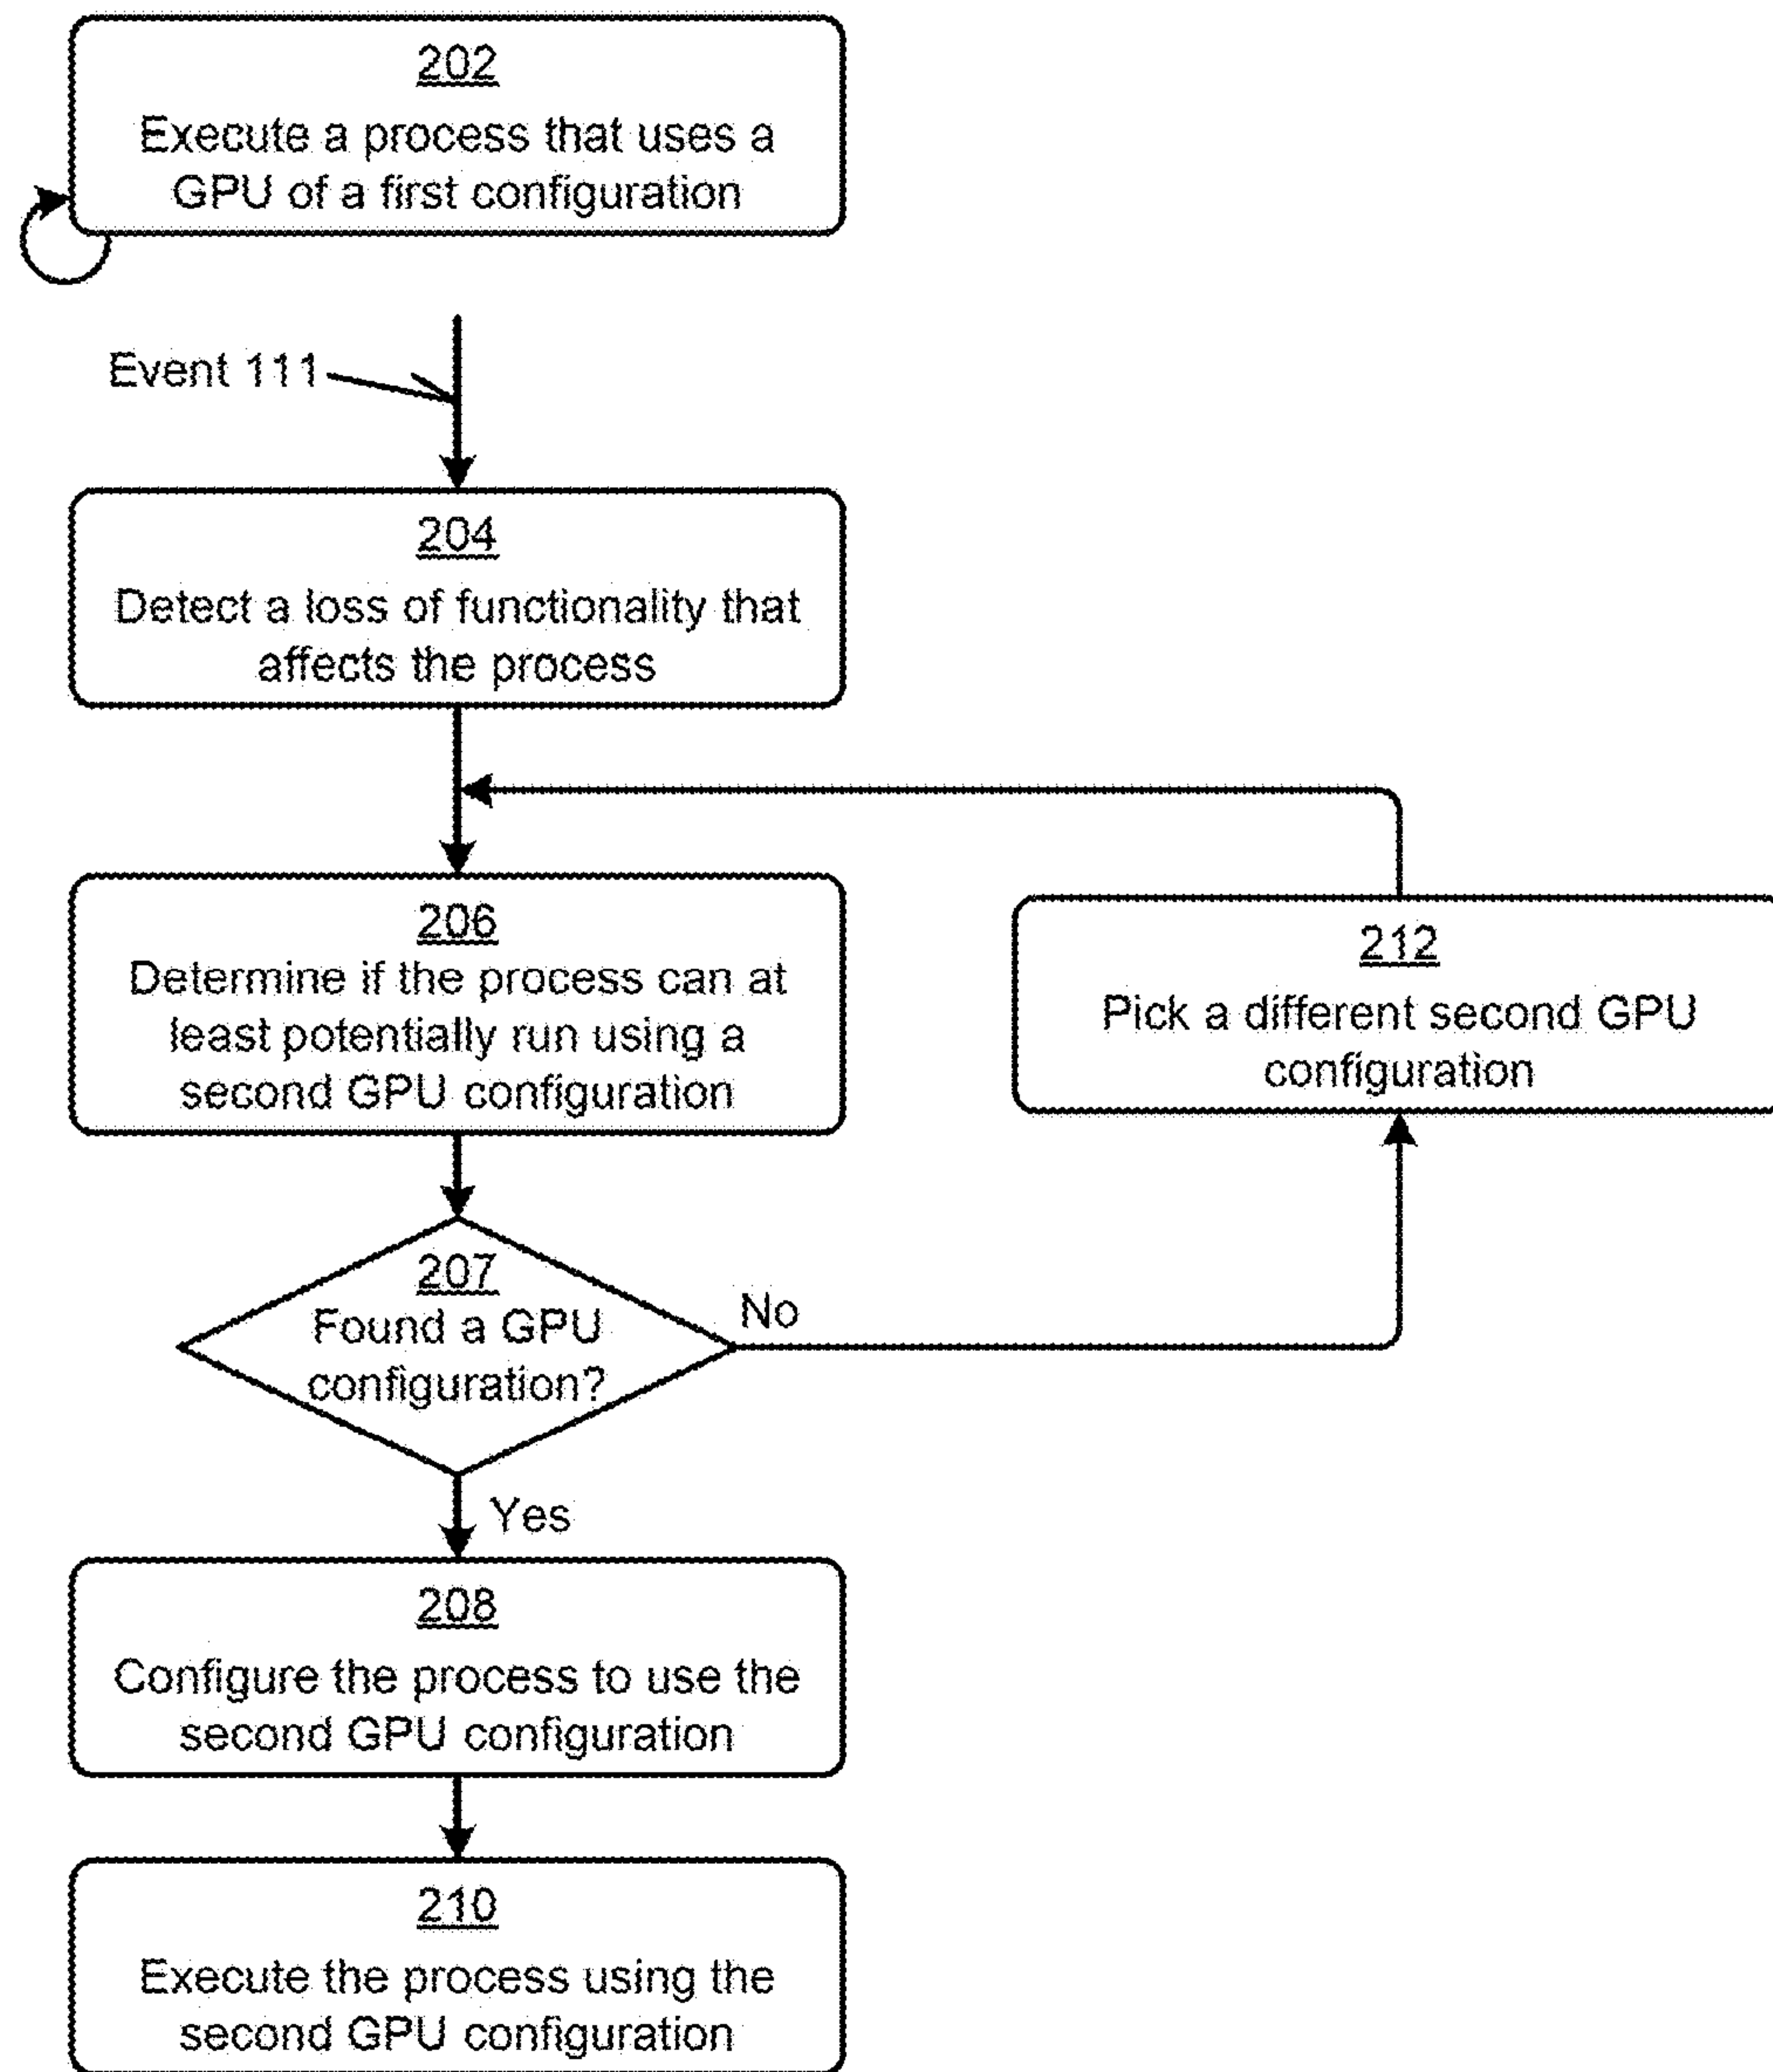 202
Execute a process that uses a
GPU of a first configuration
Event 111
204
Detect a loss of functionality that
affects the process
206
Determine if the process can at
least potentially run using a
second GPU configuration
212
Pick a different second GPU
configuration
207
Found a GPU
configuration?
No
Yes
208
Configure the process to use the
second GPU configuration
210
Execute the process using the
second GPU configuration